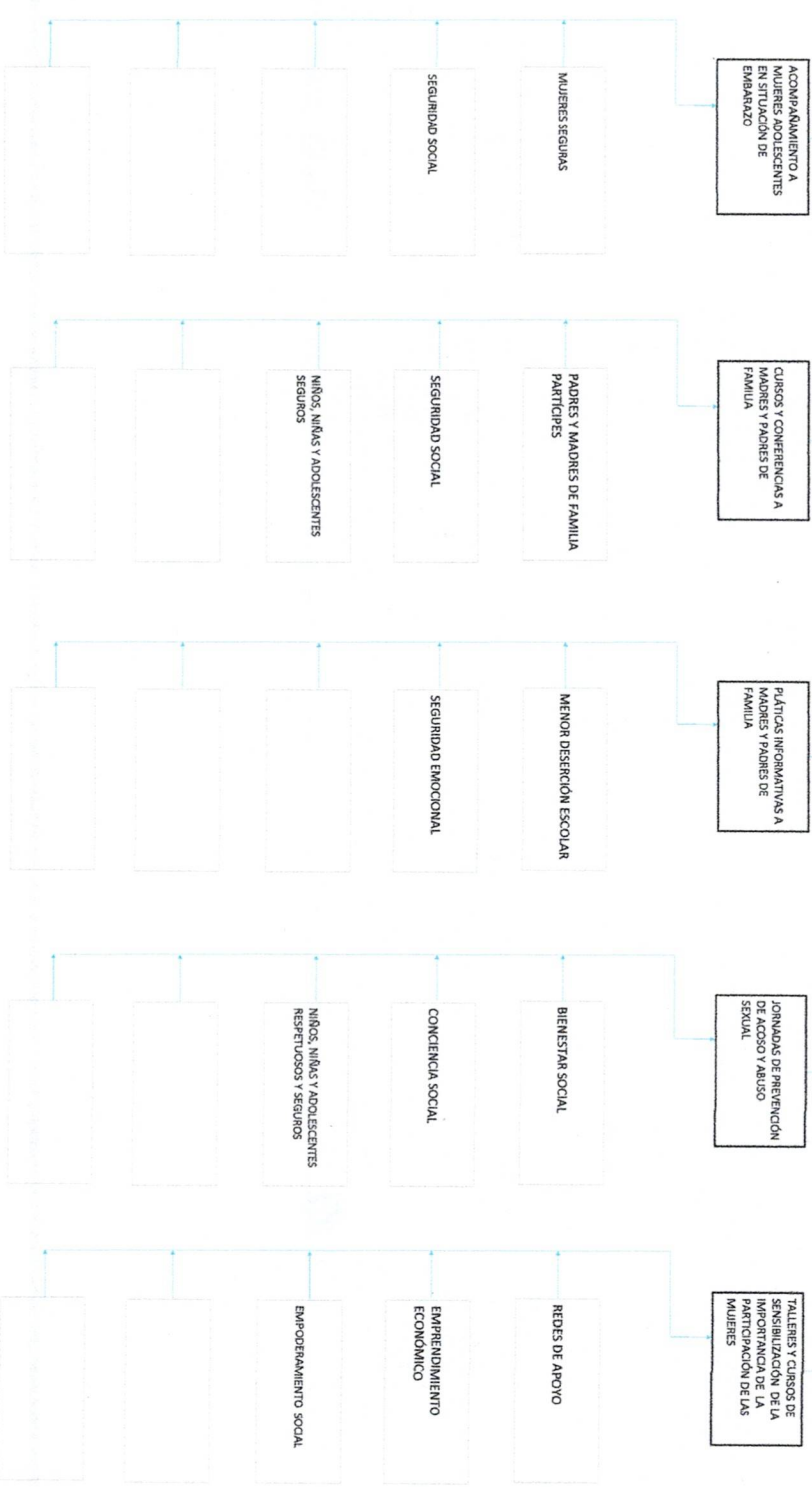 ACOMPAÑAMIENTO A
MUJERES ADOLESCENTES
EN SITUACIÓN DE
EMBARAZO
MUJERES SEGURAS
SEGURIDAD SOCIAL
CURSOS Y CONFERENCIAS A
MADRES Y PADRES DE
FAMILIA
PADRES Y MADRES DE FAMILIA
PARTÍCIPES
SEGURIDAD SOCIAL
NIÑOS, NIÑAS Y ADOLESCENTES
SEGUROS
PLÁTICAS INFORMATIVAS A
MADRES Y PADRES DE
FAMILIA
MENOR DESERCIÓN ESCOLAR
SEGURIDAD EMOCIONAL
JORNADAS DE PREVENCIÓN
DE ACOSO Y ABUSO
SEXUAL
BIENESTAR SOCIAL
CONCIENCIA SOCIAL
NIÑOS, NIÑAS Y ADOLESCENTES
RESPETUOSOS Y SEGUROS
TALLERES Y CURSOS DE
SENSIBILIZACIÓN DE LA
IMPORTANCIA DE LA
PARTICIPACIÓN DE LAS
MUJERES
REDES DE APOYO
EMPRENDIMIENTO
ECONÓMICO
EMPODERAMIENTO SOCIAL